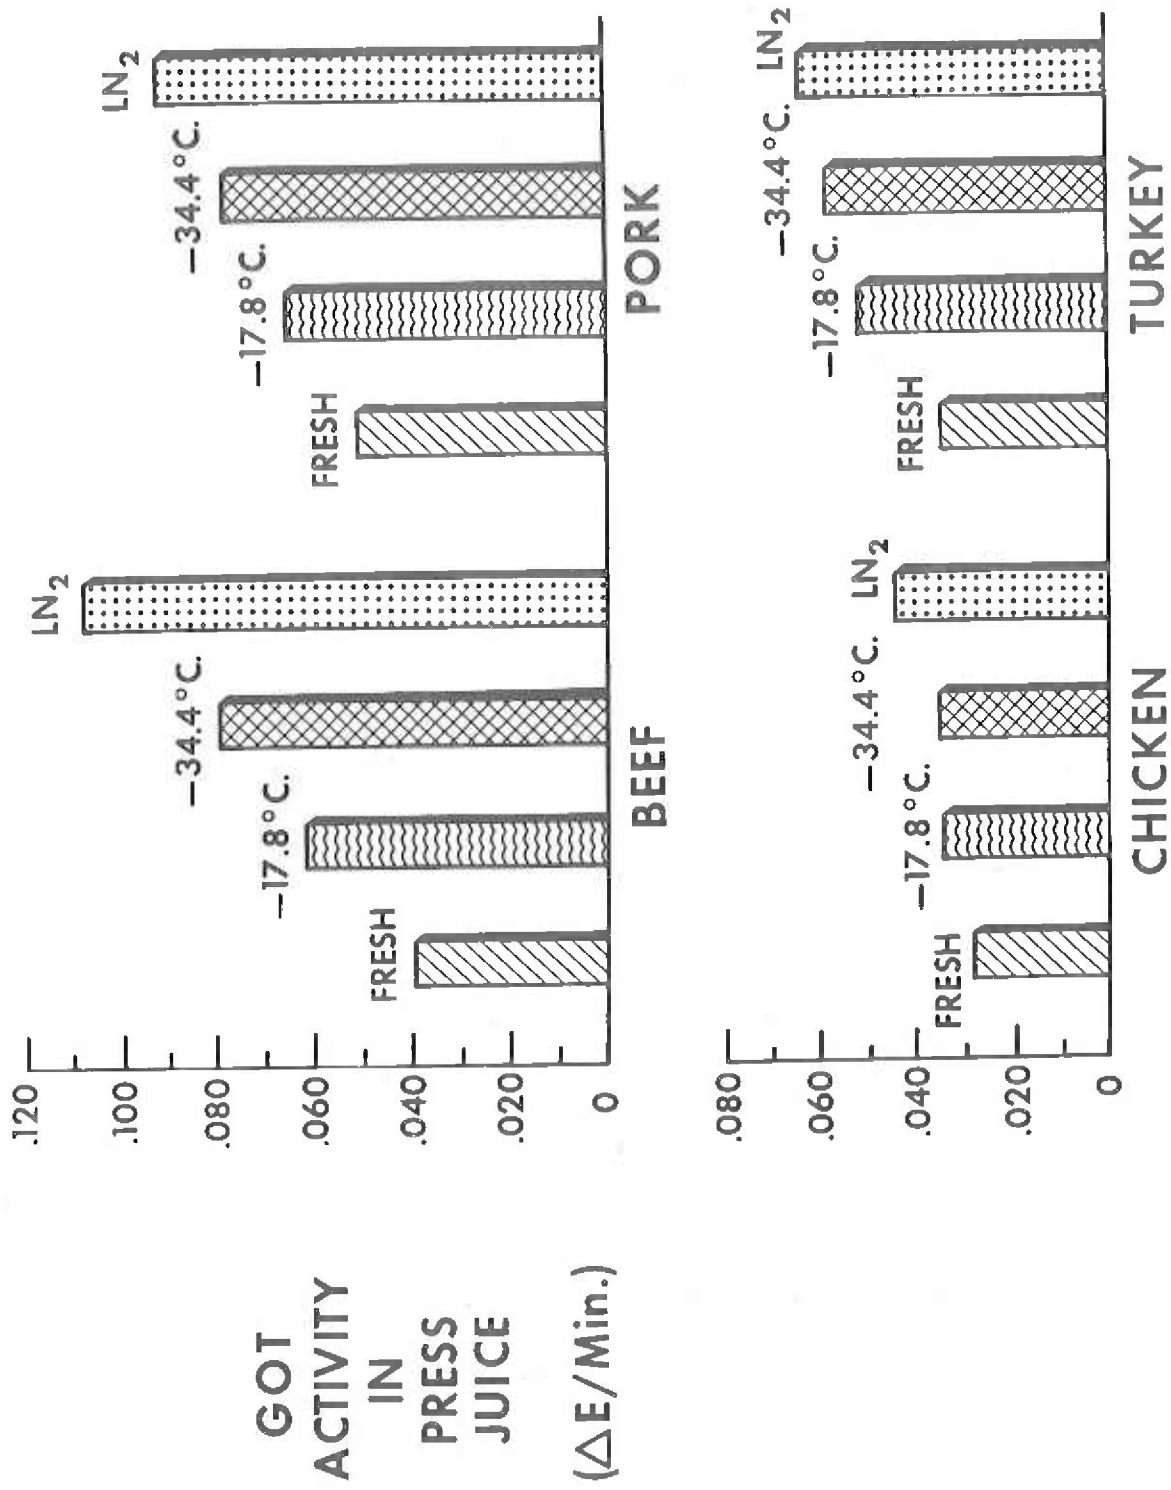 GOT
ACTIVITY
IN
PRESS
JUICE
(△E/Min.)
.120
.100
.080
.060
.040
.020
0
FRESH
−17.8°C.
−34.4°C.
LN₂
FRESH
−17.8°C.
−34.4°C.
LN₂
BEEF
PORK
.080
.060
.040
.020
0
FRESH
−17.8°C.
−34.4°C.
LN₂
FRESH
−17.8°C.
−34.4°C.
LN₂
CHICKEN
TURKEY